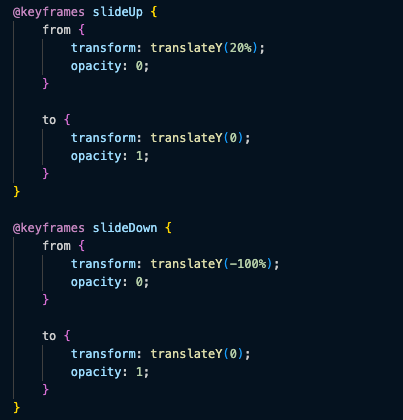 @keyframes slideUp {
    from {
        transform: translateY(20%);
        opacity: 0;
    }

    to {
        transform: translateY(0);
        opacity: 1;
    }
}

@keyframes slideDown {
    from {
        transform: translateY(-100%);
        opacity: 0;
    }

    to {
        transform: translateY(0);
        opacity: 1;
    }
}